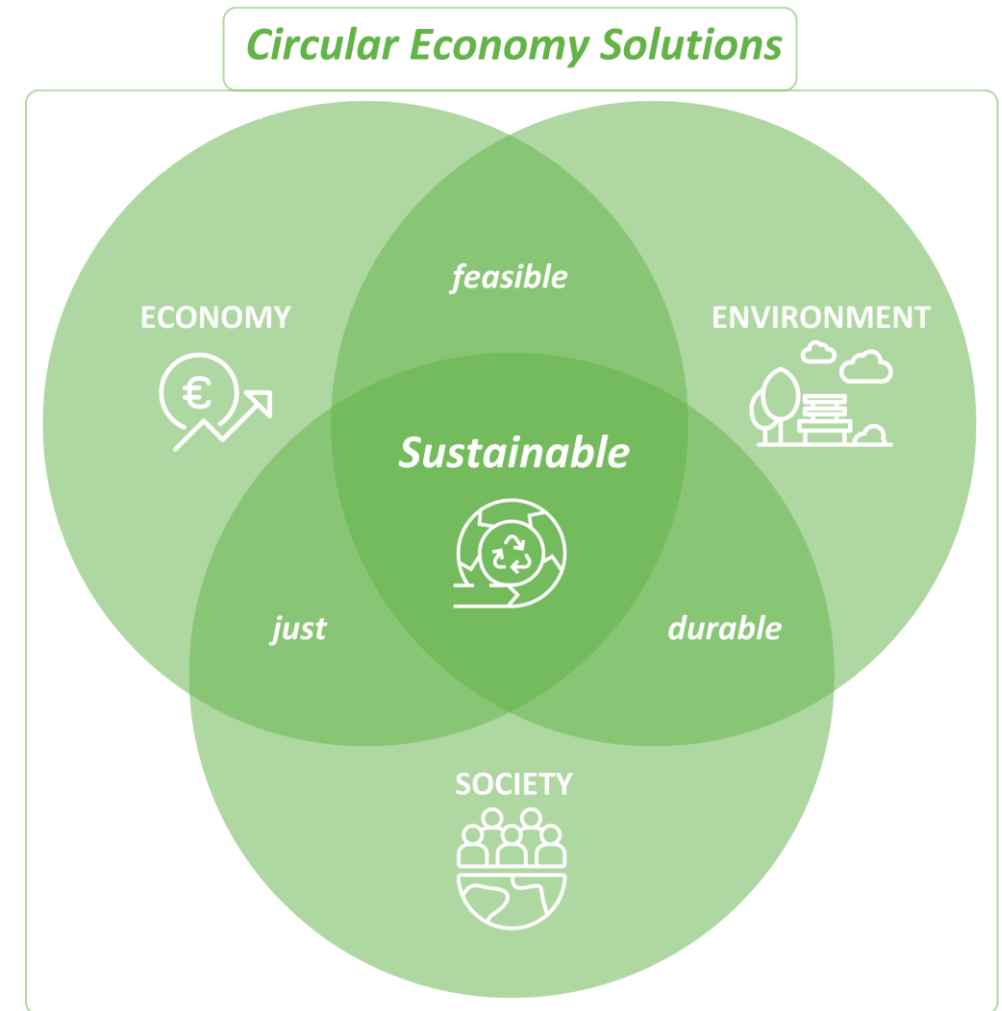 Circular Economy Solutions
feasible
ECONOMY
ENVIRONMENT
€
Sustainable
just
durable
SOCIETY